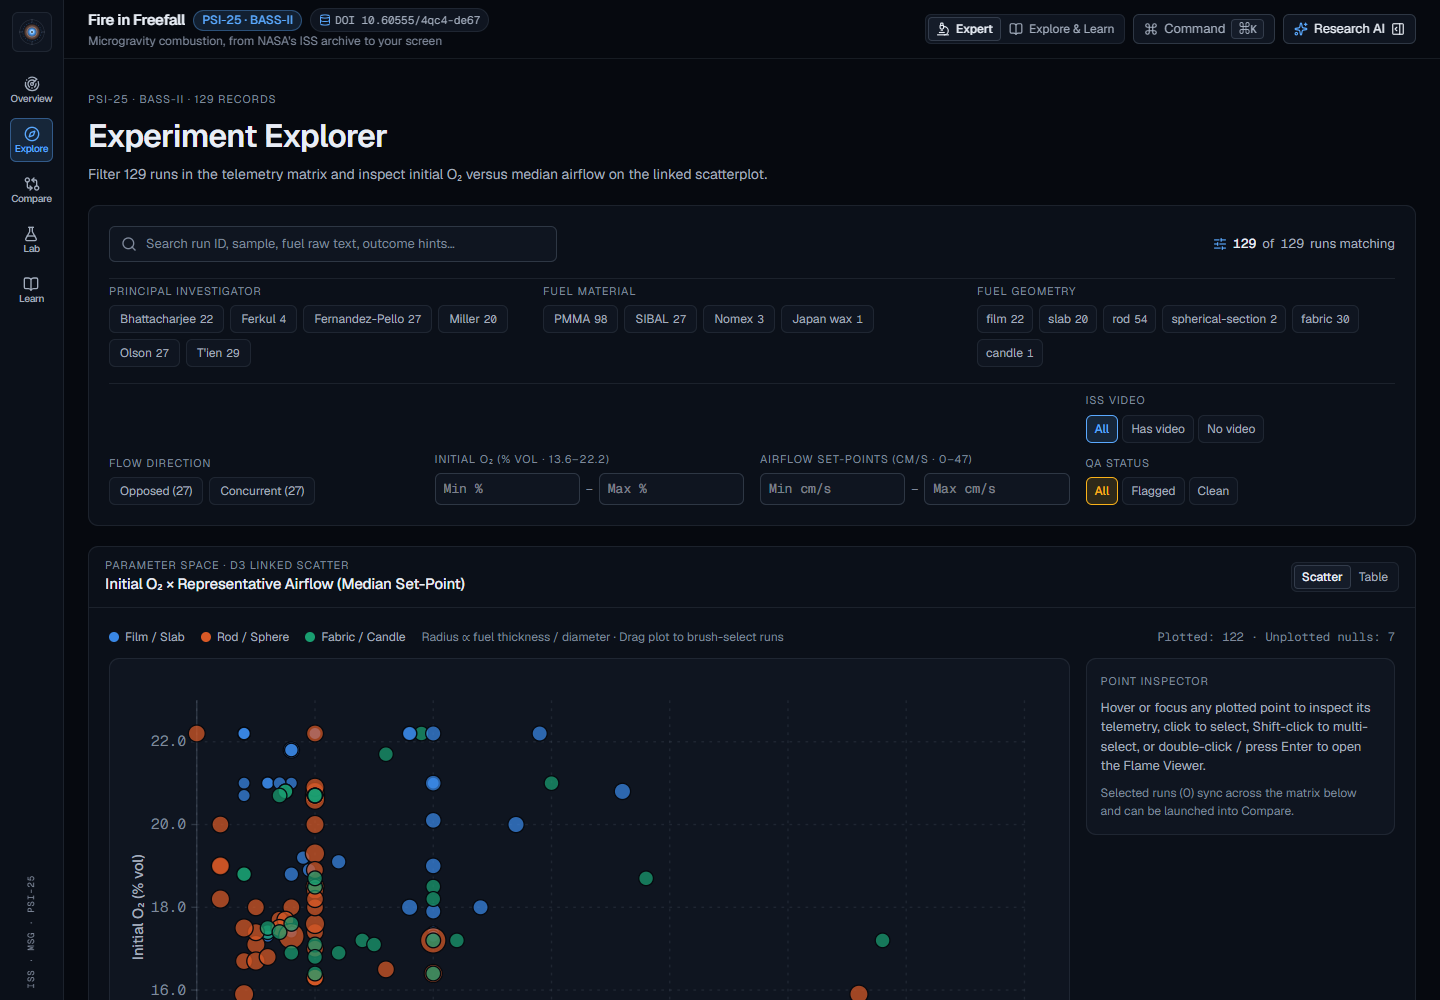 Fire in Freefall PSI-25 · BASS-II DOI 10.60555/4qc4-de67
Microgravity combustion, from NASA's ISS archive to your screen
Expert Explore & Learn Command ⌘K Research AI
Overview
Explore
Compare
Lab
Learn
ISS · MSG · PSI-25
PSI-25 · BASS-II · 129 RECORDS
Experiment Explorer
Filter 129 runs in the telemetry matrix and inspect initial O₂ versus median airflow on the linked scatterplot.
Search run ID, sample, fuel raw text, outcome hints...
129 of 129 runs matching
PRINCIPAL INVESTIGATOR
Bhattacharjee 22 Ferkul 4 Fernandez-Pello 27 Miller 20
Olson 27 T'ien 29
FUEL MATERIAL
PMMA 98 SIBAL 27 Nomex 3 Japan wax 1
FUEL GEOMETRY
film 22 slab 20 rod 54 spherical-section 2 fabric 30
candle 1
FLOW DIRECTION
Opposed (27) Concurrent (27)
INITIAL O₂ (% VOL · 13.6–22.2)
Min % – Max %
AIRFLOW SET-POINTS (CM/S · 0–47)
Min cm/s – Max cm/s
ISS VIDEO
All Has video No video
QA STATUS
All Flagged Clean
PARAMETER SPACE · D3 LINKED SCATTER
Initial O₂ × Representative Airflow (Median Set-Point)
Scatter Table
Film / Slab Rod / Sphere Fabric / Candle Radius ∝ fuel thickness / diameter · Drag plot to brush-select runs
Plotted: 122 · Unplotted nulls: 7
22.0
20.0
18.0
16.0
Initial O₂ (% vol)
POINT INSPECTOR
Hover or focus any plotted point to inspect its
telemetry, click to select, Shift-click to multi-
select, or double-click / press Enter to open
the Flame Viewer.
Selected runs (0) sync across the matrix below
and can be launched into Compare.